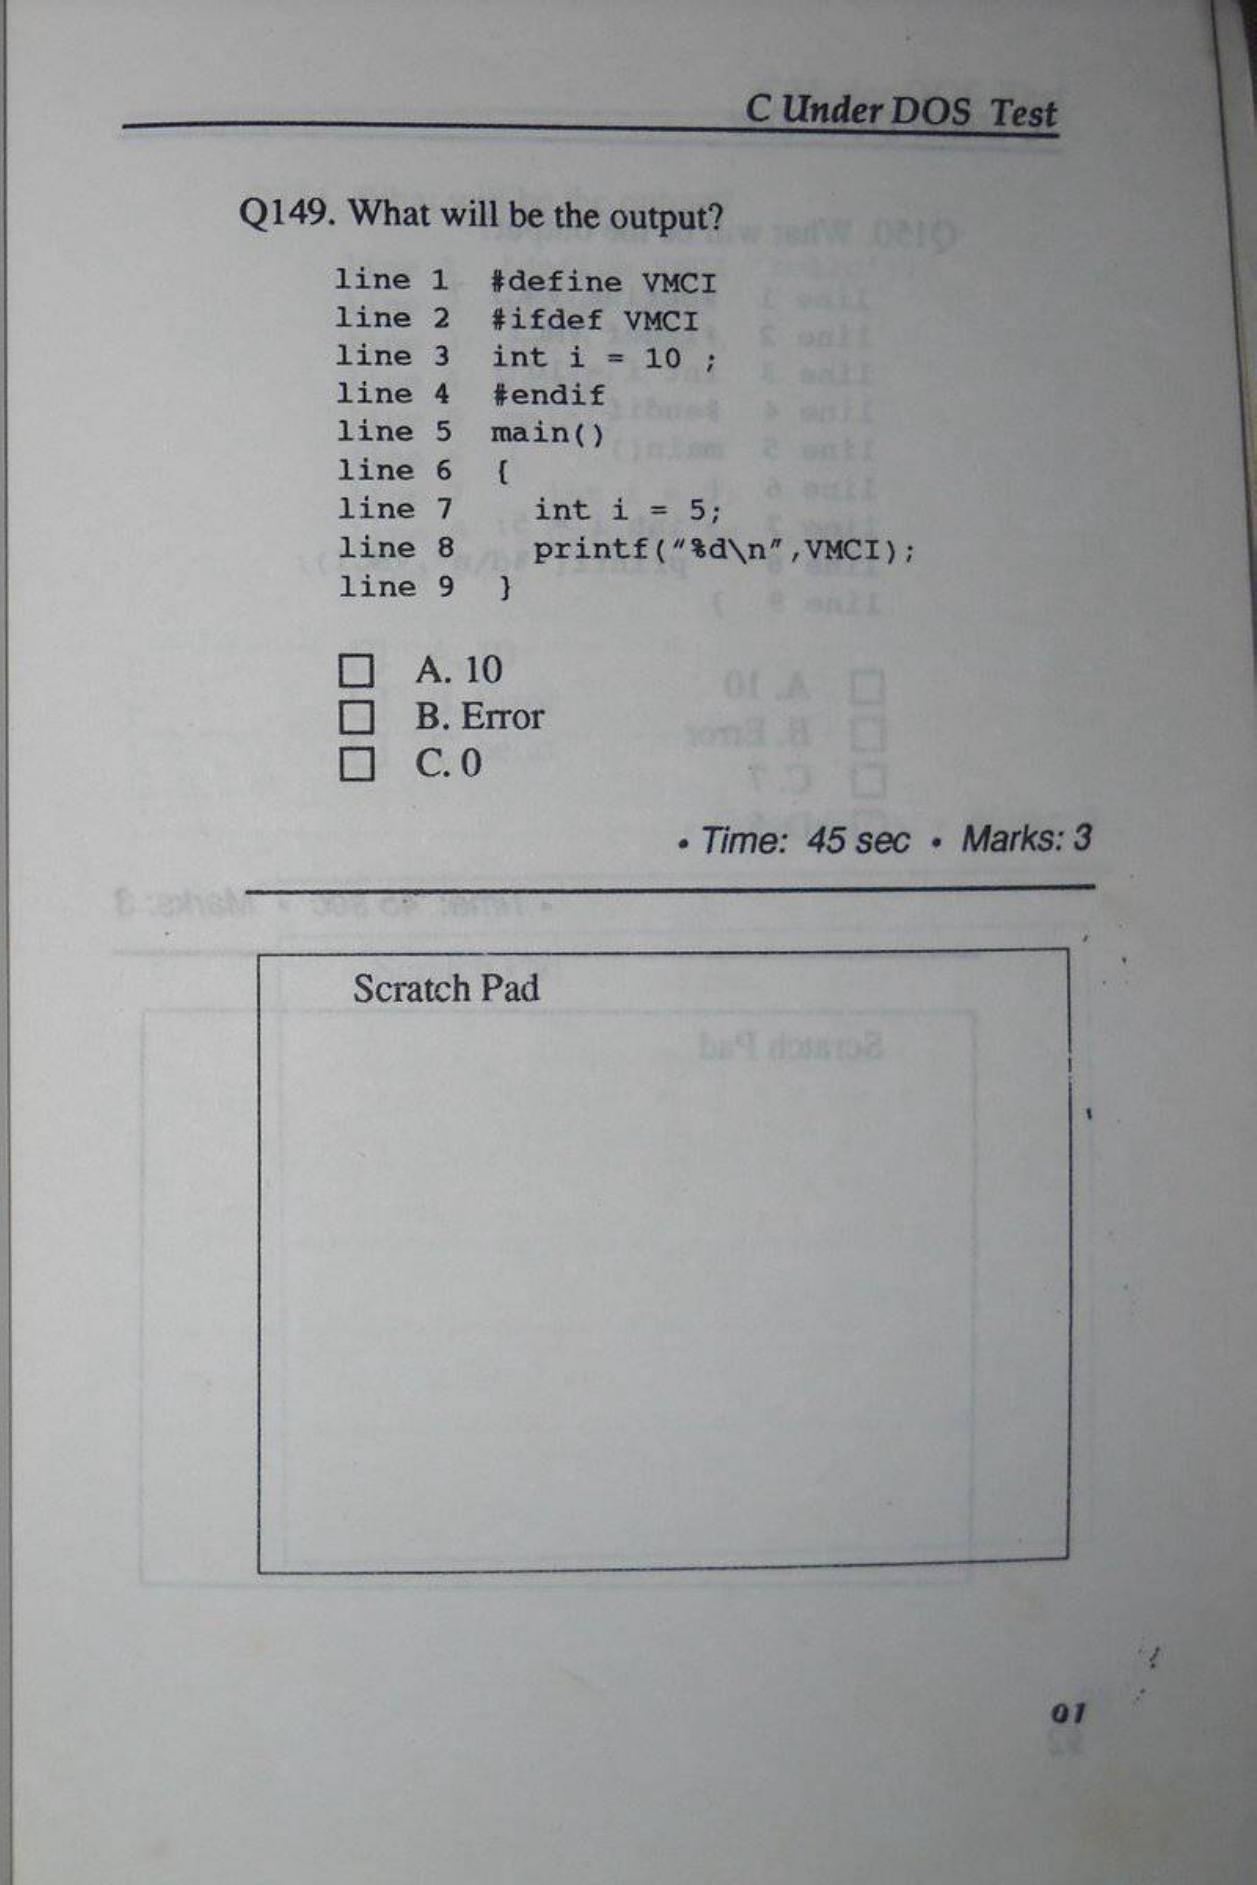 C Under DOS Test
Q149. What will be the output?
line 1 #define VMCI
line 2 #ifdef VMCI
line 3 int i = 10 ;
line 4 #endif
line 5 main()
line 6 {
line 7 int i = 5;
line 8 printf("%d\n",VMCI);
line 9 }
A. 10
B. Error
C. 0
• Time: 45 sec • Marks: 3
Scratch Pad